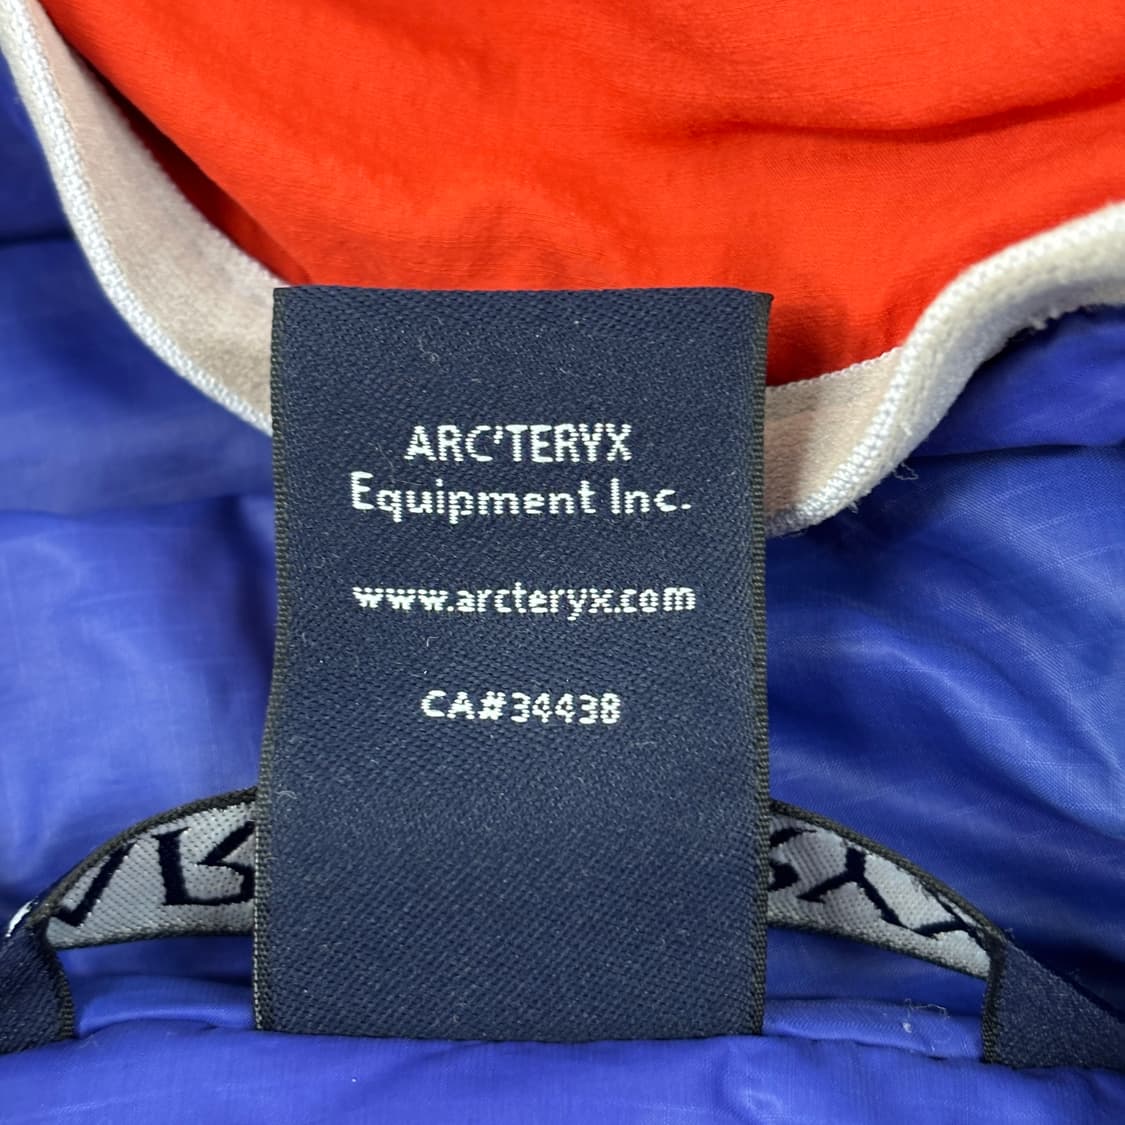 ARC'TERYX
Equipment Inc.
www.arcteryx.com
CA#34438